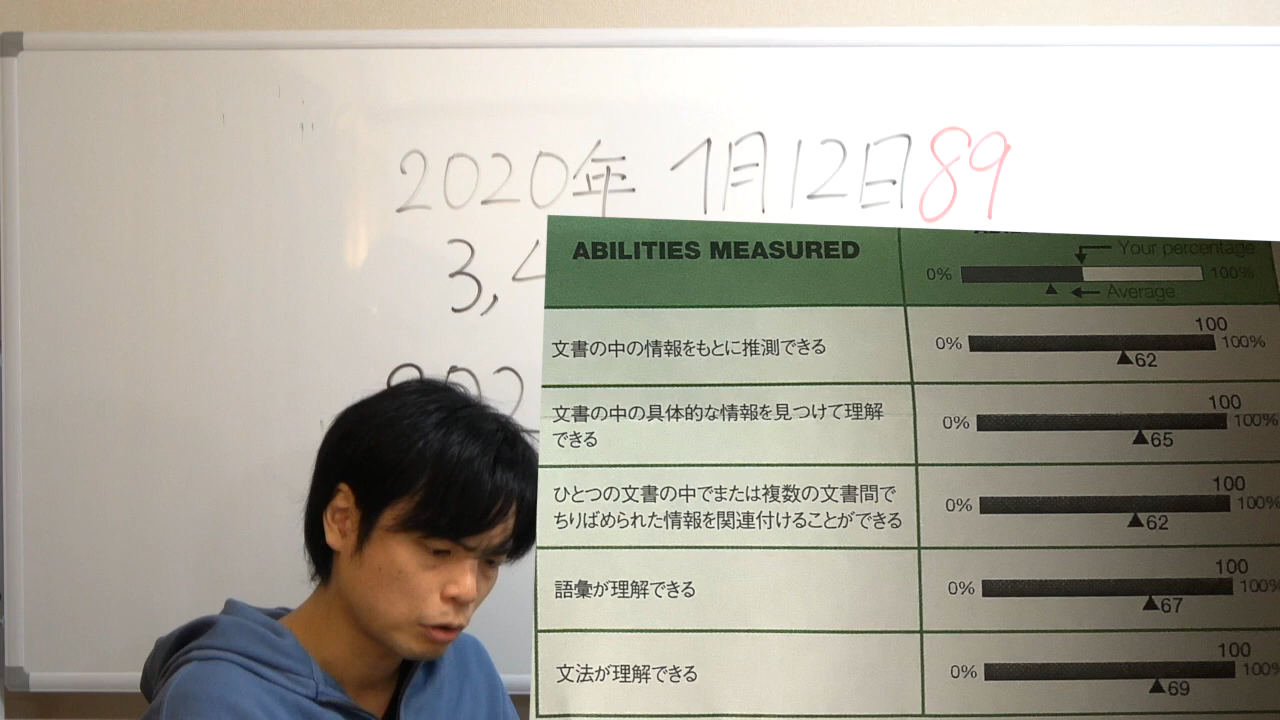 2020年 1月12日89
3,4
202
ABILITIES MEASURED
Your percentage
0% 100%
Average
文書の中の情報をもとに推測できる
100
0% 100%
▲62
文書の中の具体的な情報を見つけて理解
できる
100
0% 100%
▲65
ひとつの文書の中でまたは複数の文書間で
ちりばめられた情報を関連付けることができる
100
0% 100%
▲62
語彙が理解できる
100
0% 100%
▲67
文法が理解できる
100
0% 100%
▲69